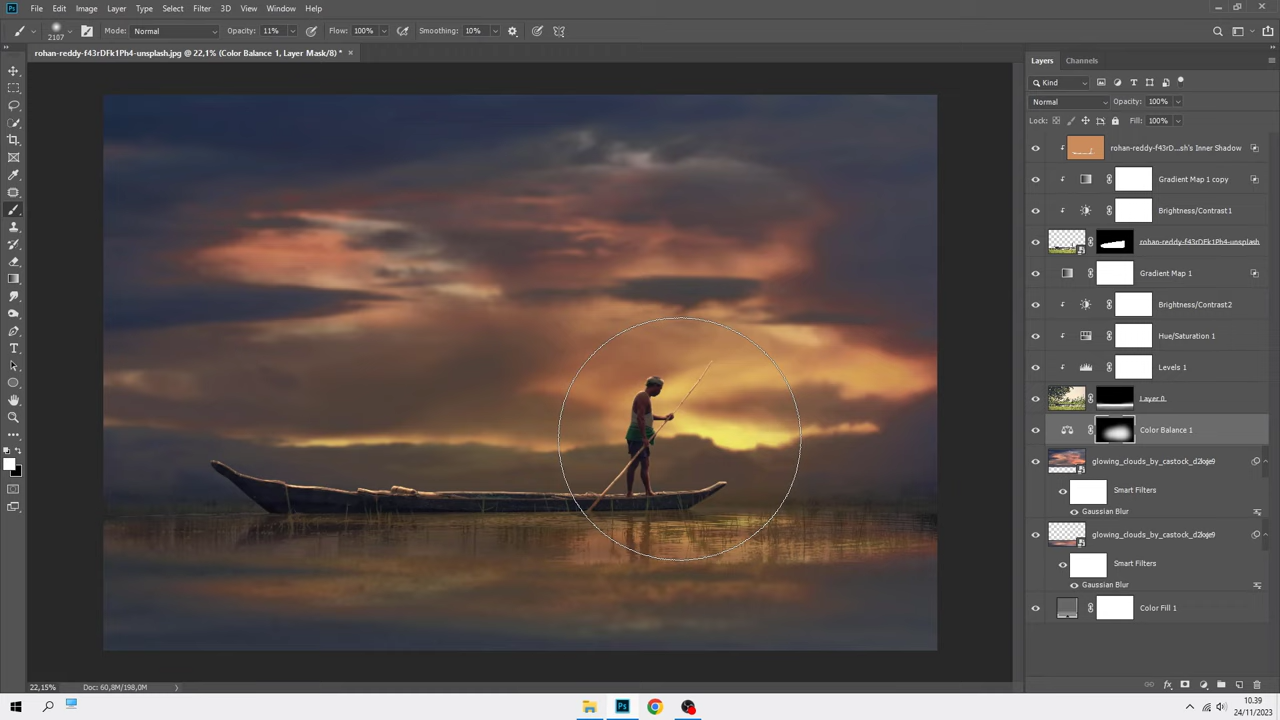 Ps File Edit Image Layer Type Select Filter 3D View Window Help
2107 Mode: Normal Opacity: 11% Flow: 100% Smoothing: 10%
rohan-reddy-f43rDFk1Ph4-unsplash.jpg @ 22,1% (Color Balance 1, Layer Mask/8) * ×
Layers Channels
Kind
Normal Opacity: 100%
Lock: Fill: 100%
rohan-reddy-f43rD...sh's Inner Shadow
Gradient Map 1 copy
Brightness/Contrast 1
rohan-reddy-f43rDFk1Ph4-unsplash
Gradient Map 1
Brightness/Contrast 2
Hue/Saturation 1
Levels 1
Layer 0
Color Balance 1
glowing_clouds_by_castock_d2loje9
Smart Filters
Gaussian Blur
glowing_clouds_by_castock_d2loje9
Smart Filters
Gaussian Blur
Color Fill 1
22,15% Doc: 60,8M/198,0M
Ps
10.39
24/11/2023